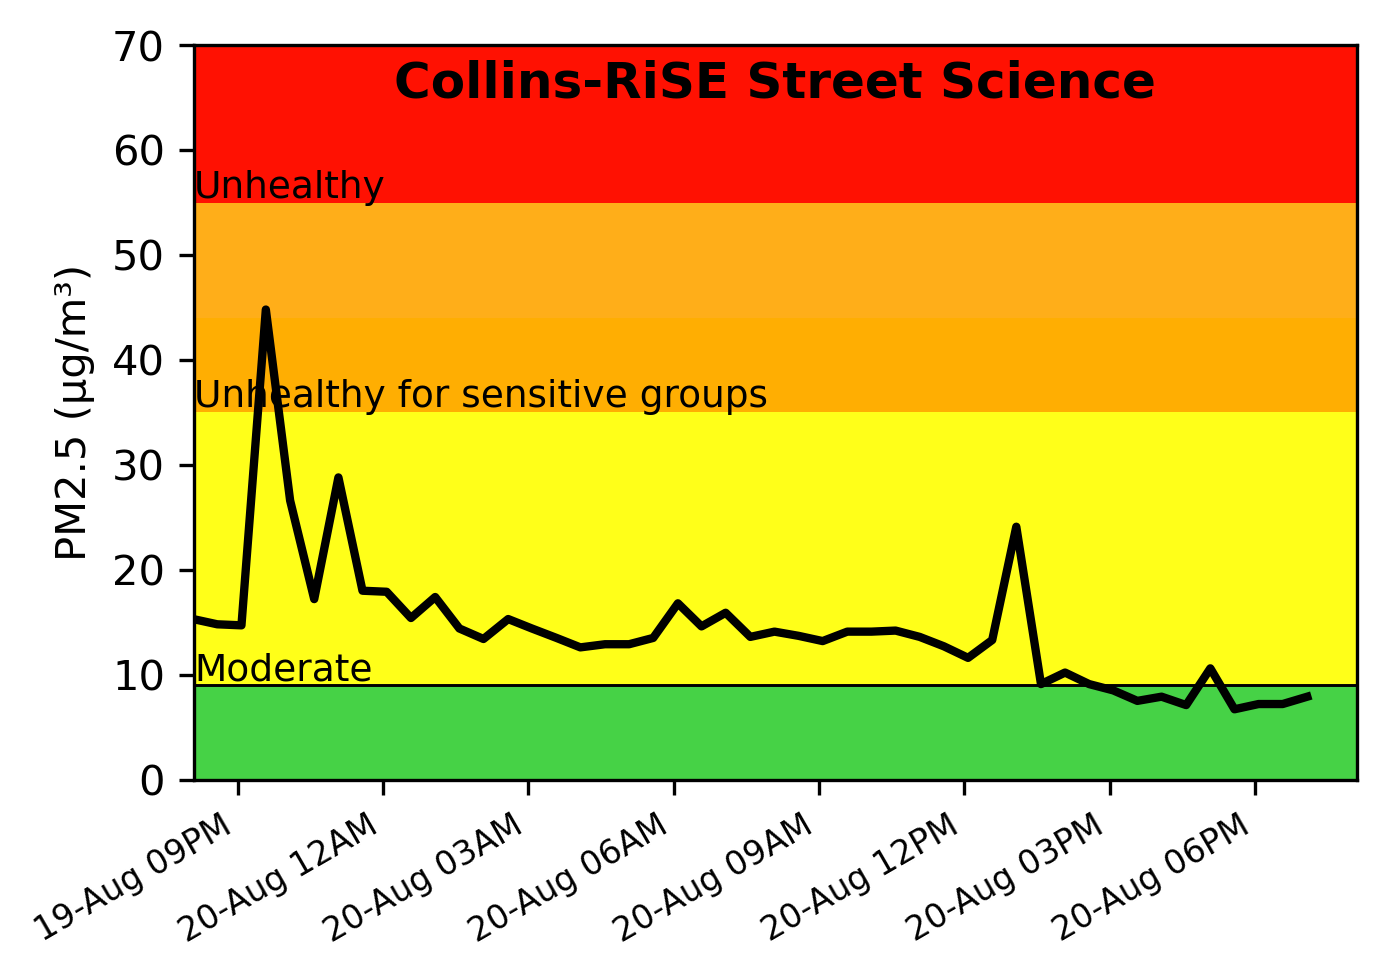 Collins-RiSE Street Science
70
60
50
40
30
20
10
0
PM2.5 (µg/m³)
Unhealthy
Unhealthy for sensitive groups
Moderate
19-Aug 09PM
20-Aug 12AM
20-Aug 03AM
20-Aug 06AM
20-Aug 09AM
20-Aug 12PM
20-Aug 03PM
20-Aug 06PM